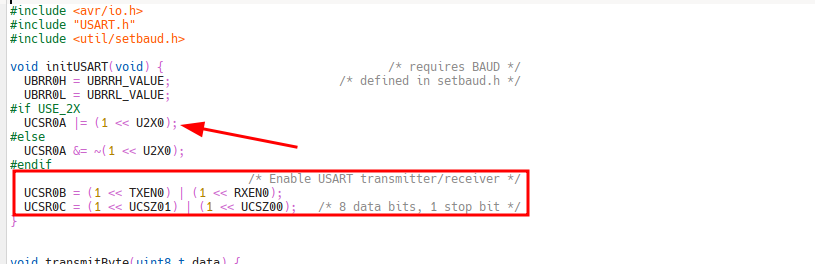 #include <avr/io.h>
#include "USART.h"
#include <util/setbaud.h>
void initUSART(void) { /* requires BAUD */
UBRR0H = UBRRH_VALUE; /* defined in setbaud.h */
UBRR0L = UBRRL_VALUE;
#if USE_2X
UCSR0A |= (1 << U2X0);
#else
UCSR0A &= ~(1 << U2X0);
#endif
/* Enable USART transmitter/receiver */
UCSR0B = (1 << TXEN0) | (1 << RXEN0);
UCSR0C = (1 << UCSZ01) | (1 << UCSZ00); /* 8 data bits, 1 stop bit */
}
void transmitByte(uint8_t data) {